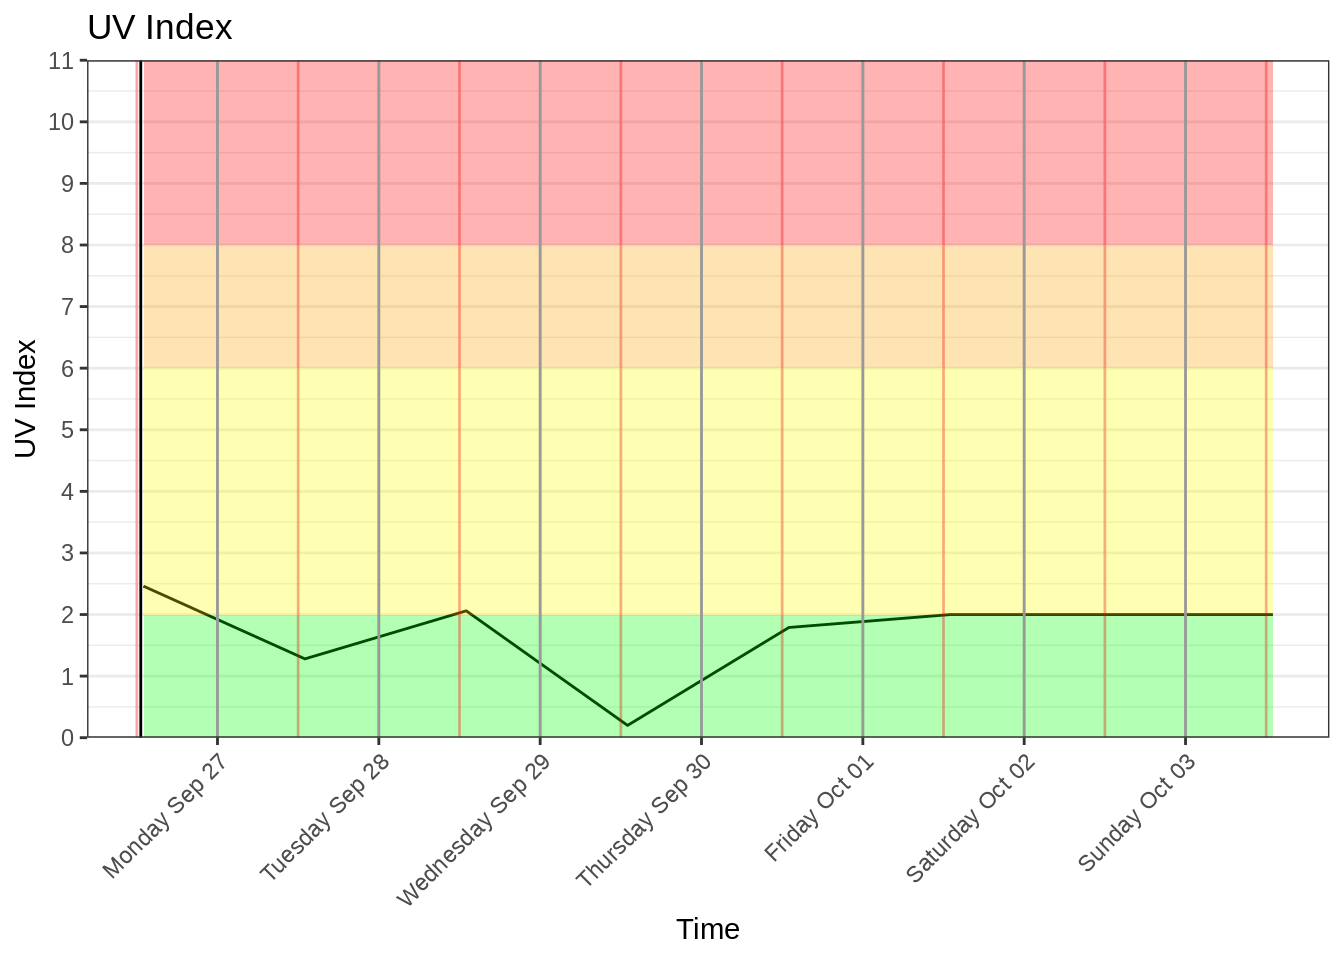 UV Index
11
10
9
8
7
6
5
4
3
2
1
0
UV Index
Monday Sep 27
Tuesday Sep 28
Wednesday Sep 29
Thursday Sep 30
Friday Oct 01
Saturday Oct 02
Sunday Oct 03
Time